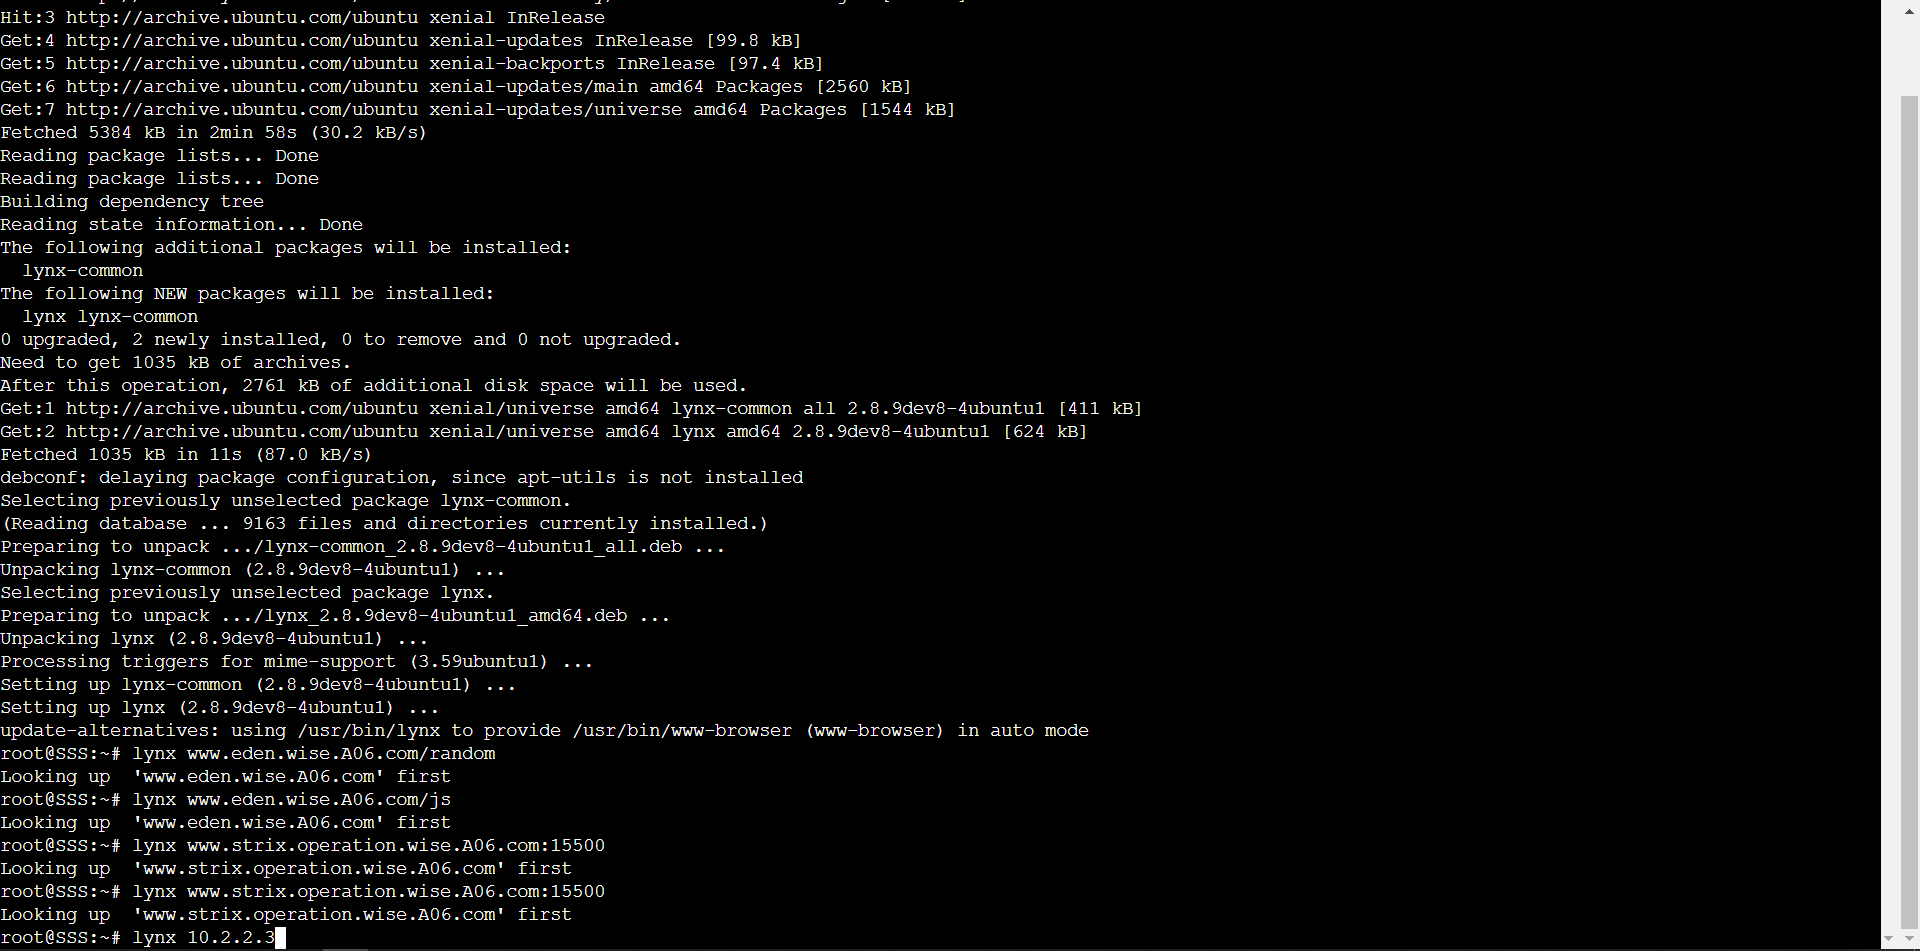 Hit:3 http://archive.ubuntu.com/ubuntu xenial InRelease
Get:4 http://archive.ubuntu.com/ubuntu xenial-updates InRelease [99.8 kB]
Get:5 http://archive.ubuntu.com/ubuntu xenial-backports InRelease [97.4 kB]
Get:6 http://archive.ubuntu.com/ubuntu xenial-updates/main amd64 Packages [2560 kB]
Get:7 http://archive.ubuntu.com/ubuntu xenial-updates/universe amd64 Packages [1544 kB]
Fetched 5384 kB in 2min 58s (30.2 kB/s)
Reading package lists... Done
Reading package lists... Done
Building dependency tree
Reading state information... Done
The following additional packages will be installed:
  lynx-common
The following NEW packages will be installed:
  lynx lynx-common
0 upgraded, 2 newly installed, 0 to remove and 0 not upgraded.
Need to get 1035 kB of archives.
After this operation, 2761 kB of additional disk space will be used.
Get:1 http://archive.ubuntu.com/ubuntu xenial/universe amd64 lynx-common all 2.8.9dev8-4ubuntu1 [411 kB]
Get:2 http://archive.ubuntu.com/ubuntu xenial/universe amd64 lynx amd64 2.8.9dev8-4ubuntu1 [624 kB]
Fetched 1035 kB in 11s (87.0 kB/s)
debconf: delaying package configuration, since apt-utils is not installed
Selecting previously unselected package lynx-common.
(Reading database ... 9163 files and directories currently installed.)
Preparing to unpack .../lynx-common_2.8.9dev8-4ubuntu1_all.deb ...
Unpacking lynx-common (2.8.9dev8-4ubuntu1) ...
Selecting previously unselected package lynx.
Preparing to unpack .../lynx_2.8.9dev8-4ubuntu1_amd64.deb ...
Unpacking lynx (2.8.9dev8-4ubuntu1) ...
Processing triggers for mime-support (3.59ubuntu1) ...
Setting up lynx-common (2.8.9dev8-4ubuntu1) ...
Setting up lynx (2.8.9dev8-4ubuntu1) ...
update-alternatives: using /usr/bin/lynx to provide /usr/bin/www-browser (www-browser) in auto mode
root@SSS:~# lynx www.eden.wise.A06.com/random
Looking up  'www.eden.wise.A06.com' first
root@SSS:~# lynx www.eden.wise.A06.com/js
Looking up  'www.eden.wise.A06.com' first
root@SSS:~# lynx www.strix.operation.wise.A06.com:15500
Looking up  'www.strix.operation.wise.A06.com' first
root@SSS:~# lynx www.strix.operation.wise.A06.com:15500
Looking up  'www.strix.operation.wise.A06.com' first
root@SSS:~# lynx 10.2.2.3